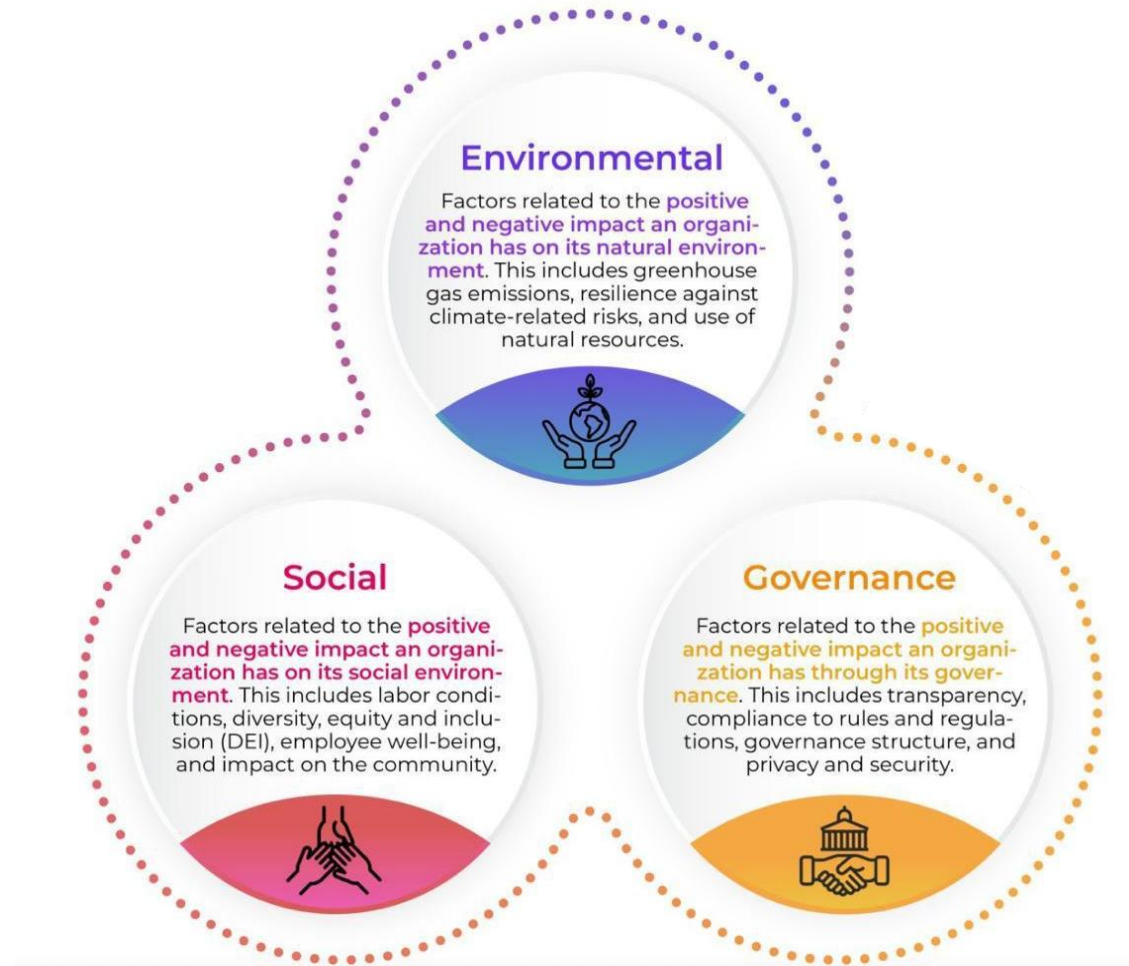 Environmental
Factors related to the positive
and negative impact an organi-
zation has on its natural environ-
ment. This includes greenhouse
gas emissions, resilience against
climate-related risks, and use of
natural resources.
Social
Factors related to the positive
and negative impact an organi-
zation has on its social environ-
ment. This includes labor condi-
tions, diversity, equity and inclu-
sion (DEI), employee well-being,
and impact on the community.
Governance
Factors related to the positive
and negative impact an organi-
zation has through its gover-
nance. This includes transparency,
compliance to rules and regula-
tions, governance structure, and
privacy and security.